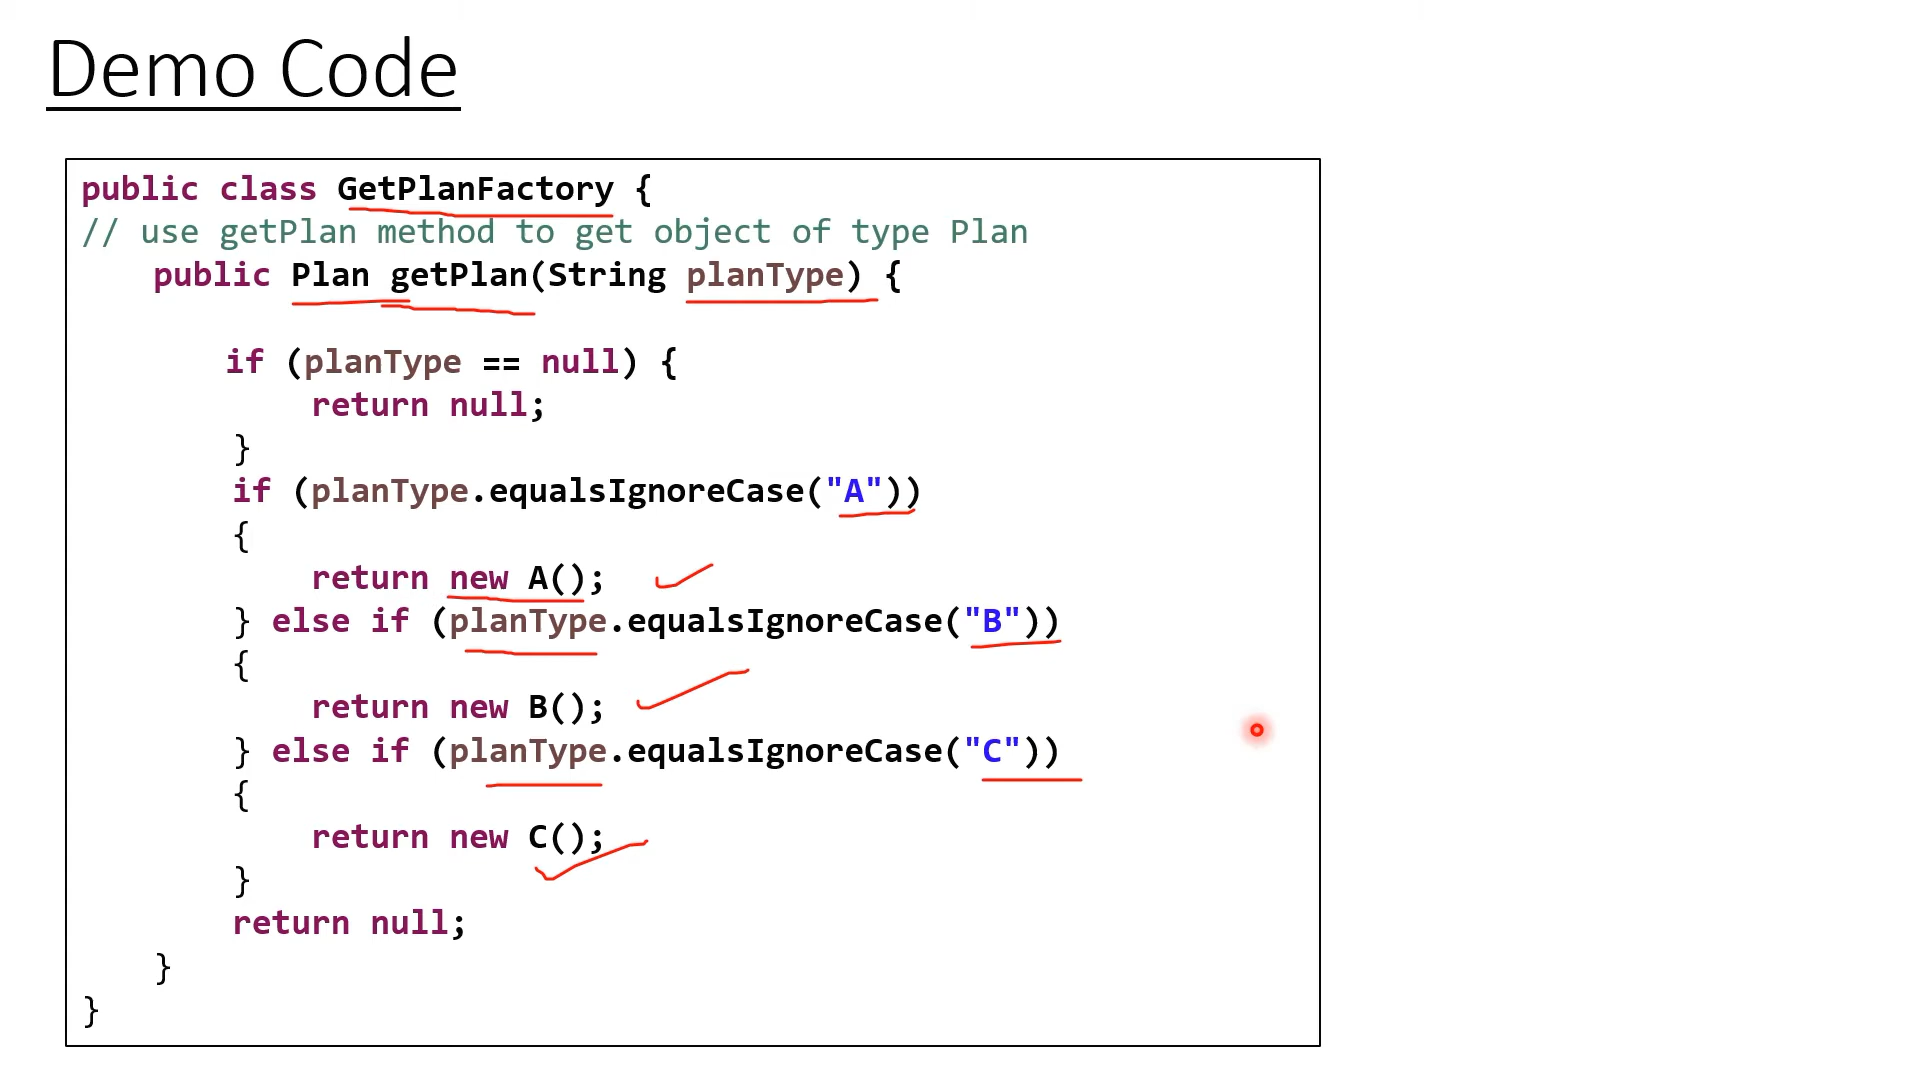 Demo Code
public class GetPlanFactory {
// use getPlan method to get object of type Plan
public Plan getPlan(String planType) {
if (planType == null) {
return null;
}
if (planType.equalsIgnoreCase("A"))
{
return new A();
} else if (planType.equalsIgnoreCase("B"))
{
return new B();
} else if (planType.equalsIgnoreCase("C"))
{
return new C();
}
return null;
}
}